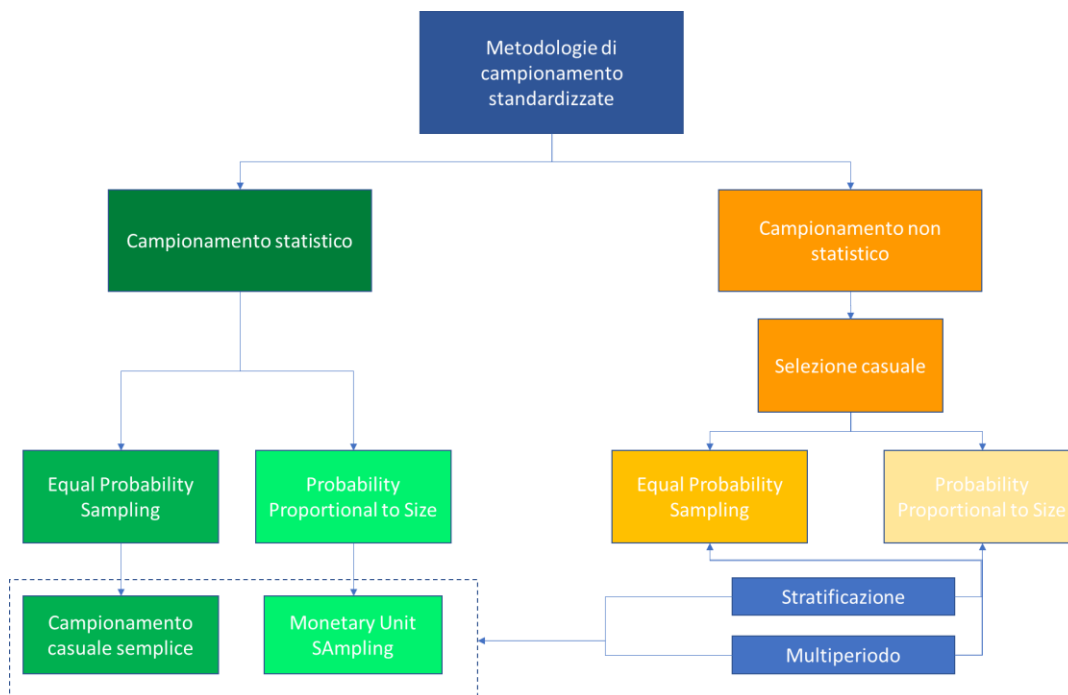 Metodologie di
campionamento
standardizzate
Campionamento statistico
Campionamento non
statistico
Selezione casuale
Equal Probability
Sampling
Probability
Proportional to Size
Equal Probability
Sampling
Probability
Proportional to Size
Campionamento
casuale semplice
Monetary Unit
SAmpling
Stratificazione
Multiperiodo